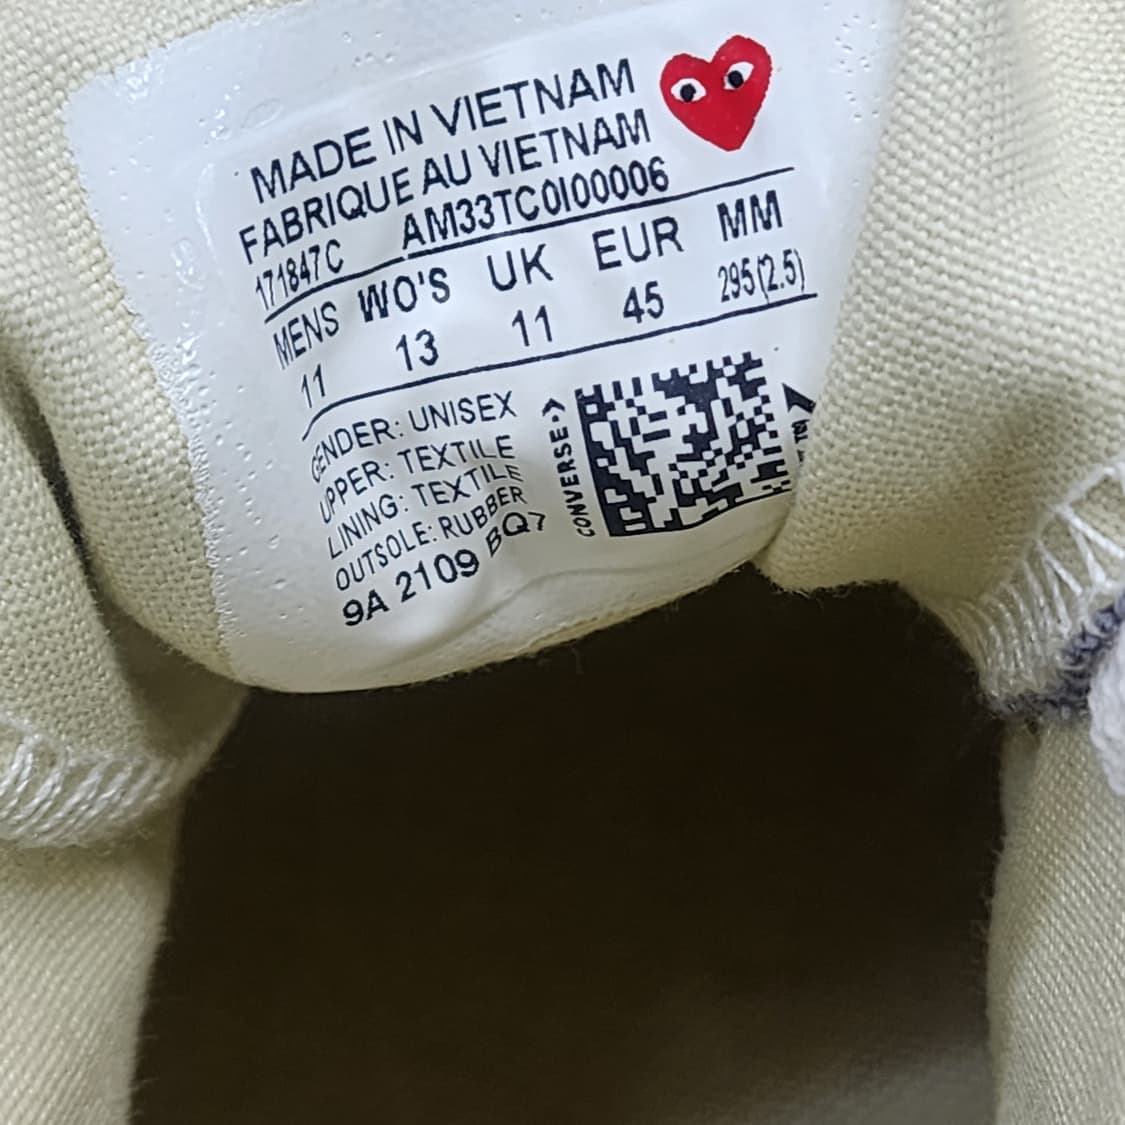 MADE IN VIETNAM
FABRIQUE AU VIETNAM
171847C AM33TC0I00006
MENS WO'S UK EUR MM
11 13 11 45 295(2.5)
GENDER: UNISEX
UPPER: TEXTILE
LINING: TEXTILE
OUTSOLE: RUBBER
9A 2109 BQ7
CONVERSE